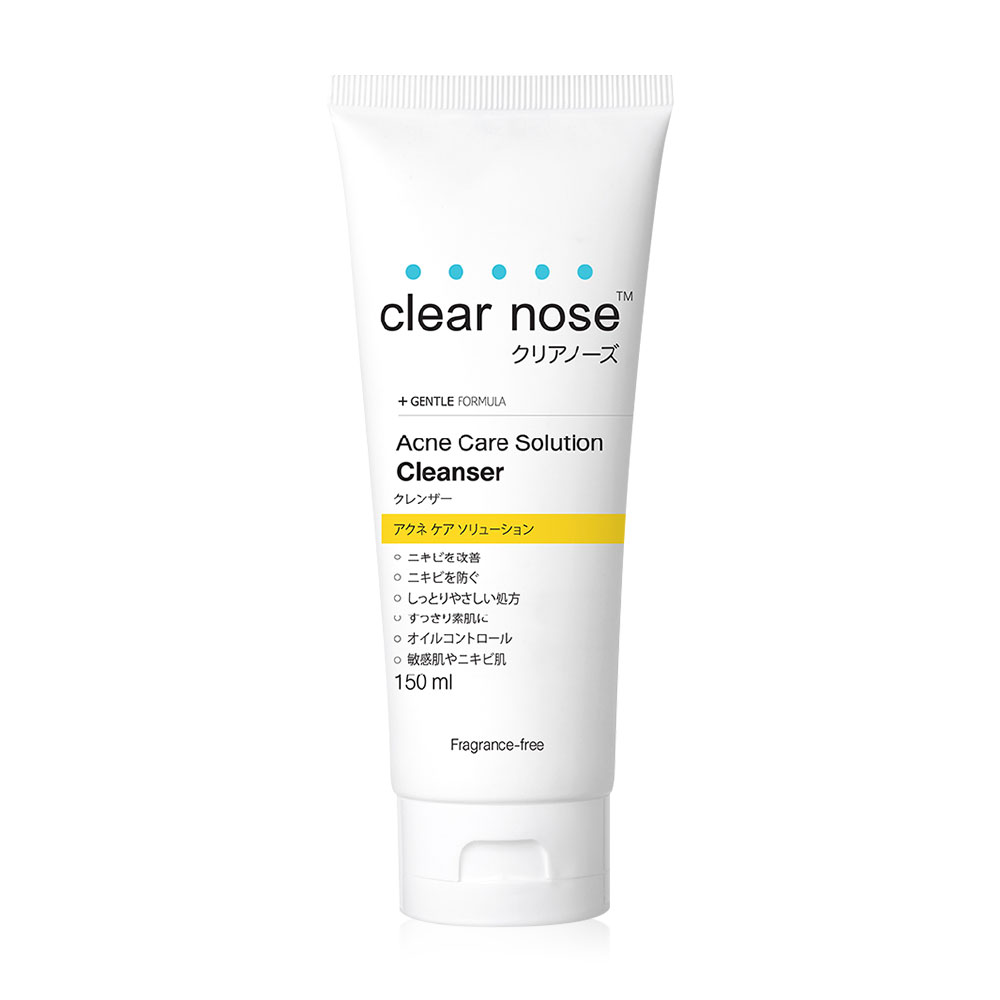 clear nose™
クリアノーズ
+ GENTLE FORMULA
Acne Care Solution
Cleanser
クレンザー
アクネ ケア ソリューション
○ ニキビを改善
○ ニキビを防ぐ
○ しっとりやさしい処方
○ すっきり素肌に
○ オイルコントロール
○ 敏感肌やニキビ肌
150 ml
Fragrance-free